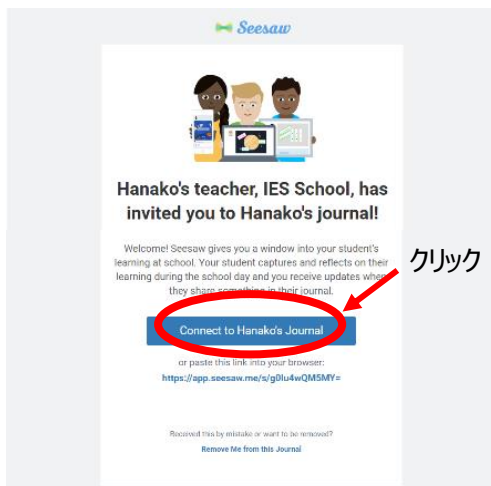 Seesaw
Hanako's teacher, IES School, has
invited you to Hanako's journal!
Welcome! Seesaw gives you a window into your student's
learning at school. Your student captures and reflects on their
learning during the school day and you receive updates when
they share something in their journal.
クリック
Connect to Hanako's Journal
or paste this link into your browser:
https://app.seesaw.me/s/g0lu4wQM5MY=
Received this by mistake or want to be removed?
Remove Me from this Journal